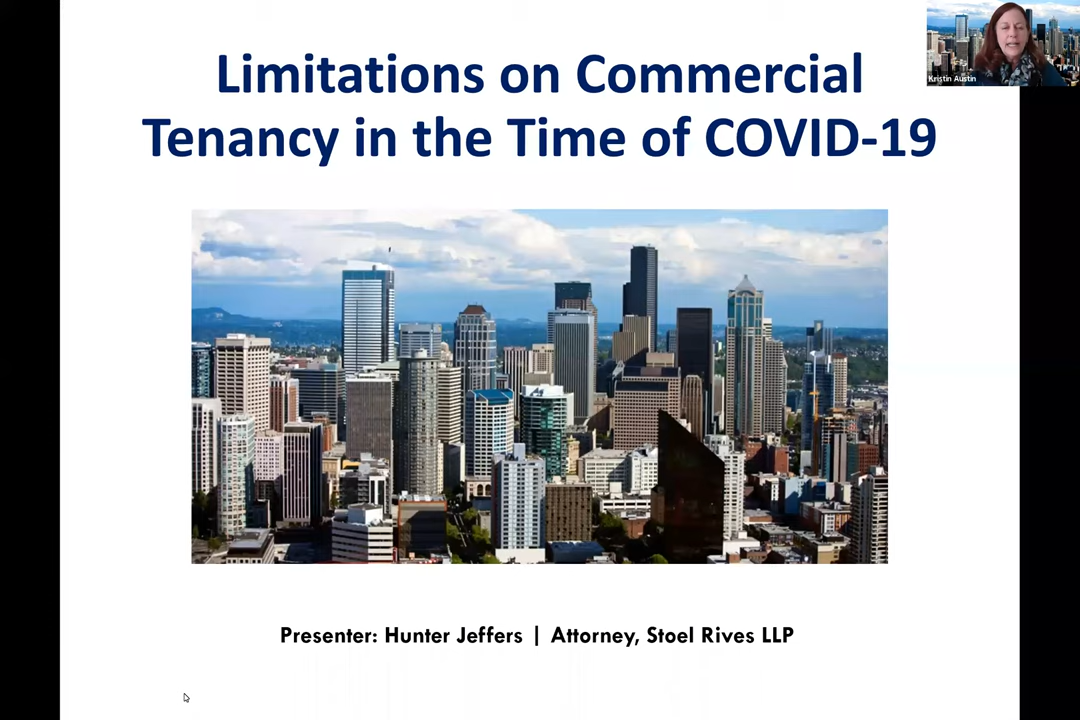 Limitations on Commercial
Tenancy in the Time of COVID-19
Kristin Austin
Presenter: Hunter Jeffers | Attorney, Stoel Rives LLP